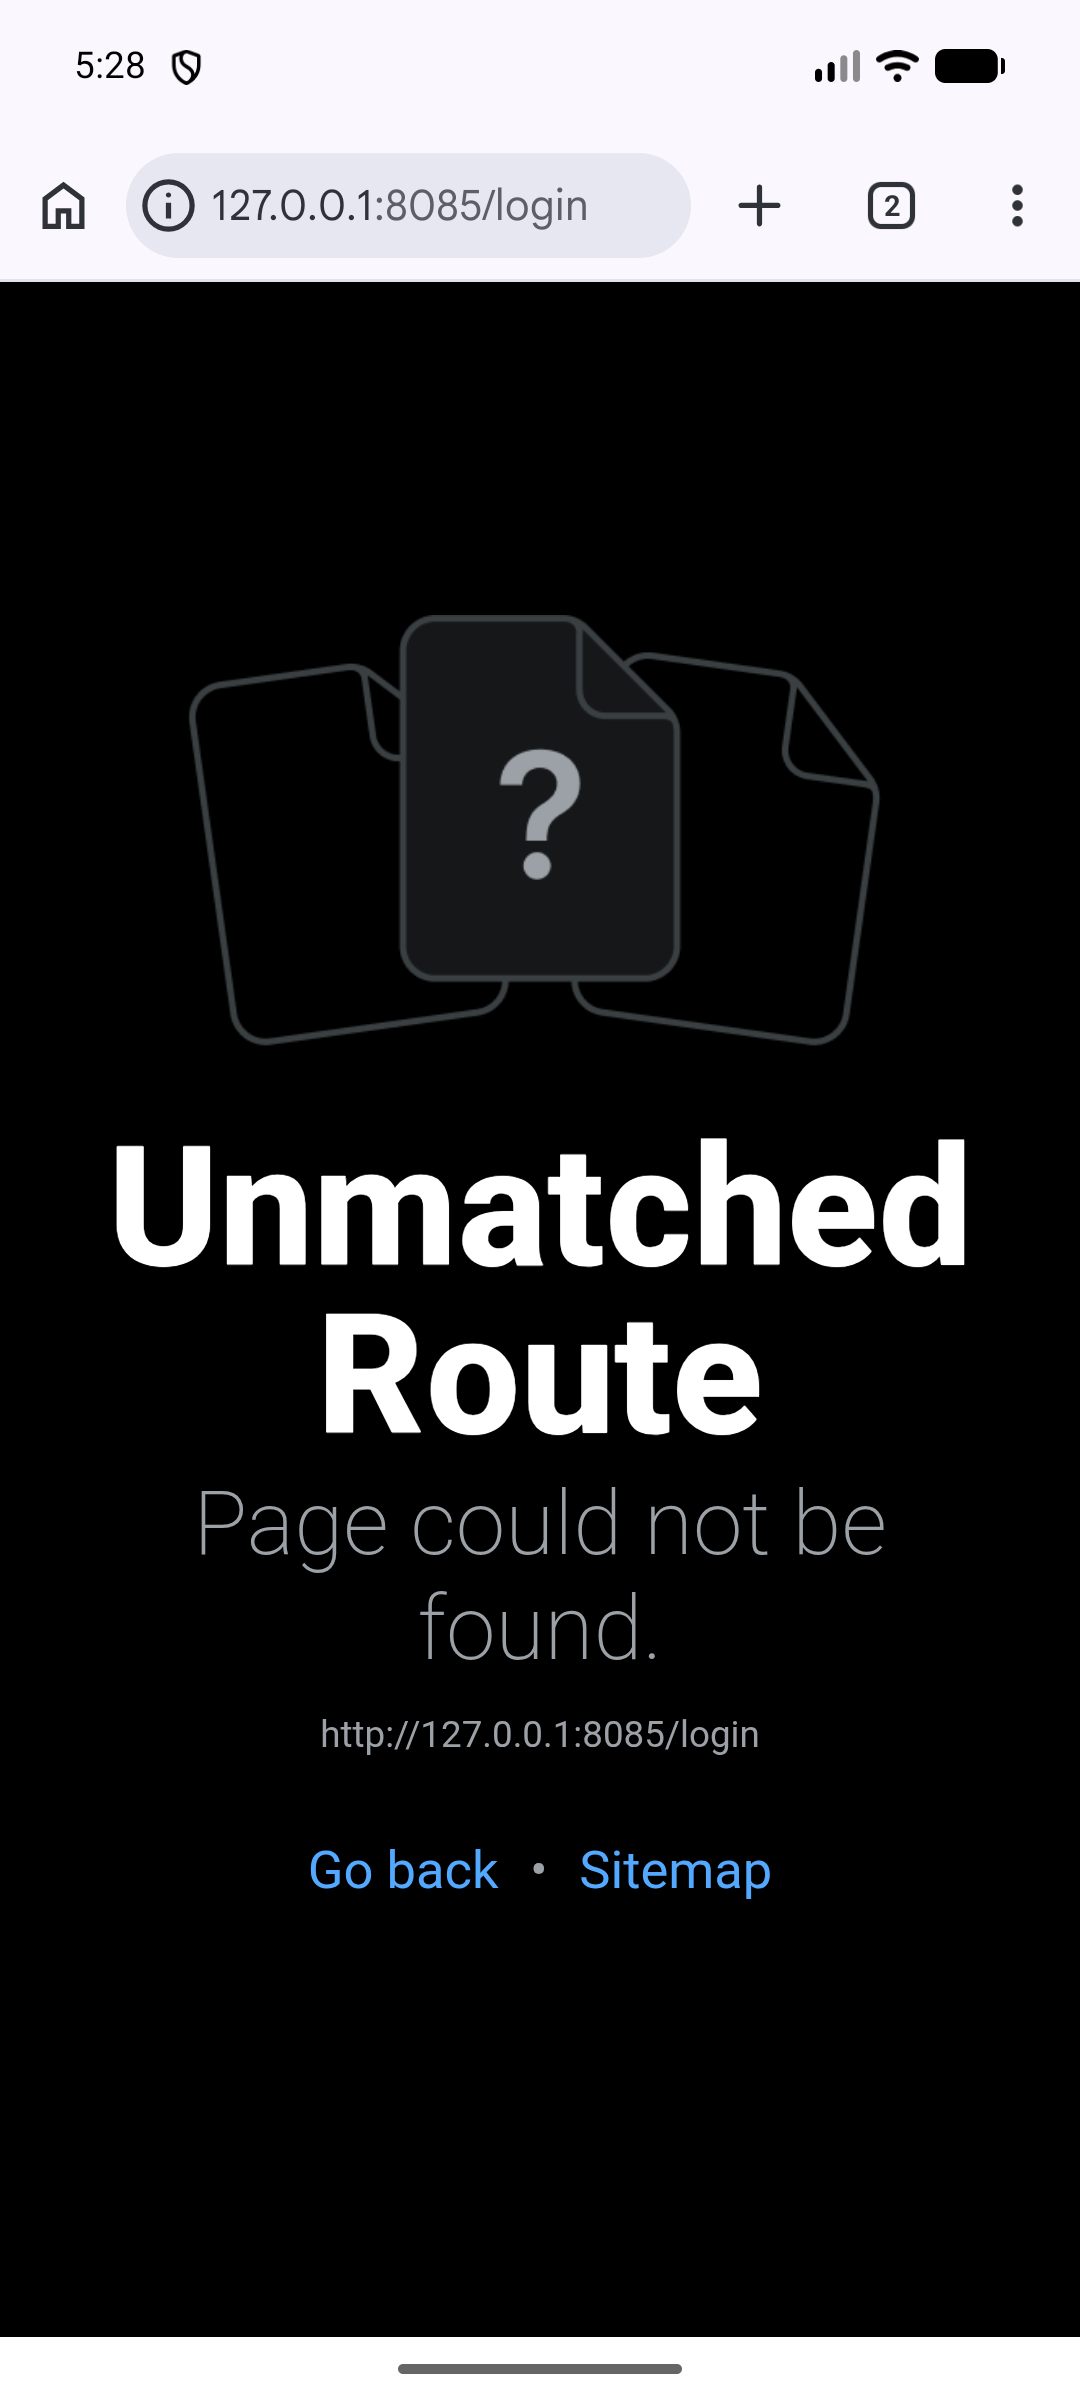 5:28
127.0.0.1:8085/login
2
?
Unmatched
Route
Page could not be
found.
http://127.0.0.1:8085/login
Go back • Sitemap